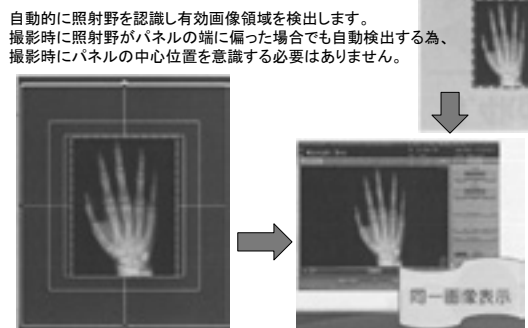 自動的に照射野を認識し有効画像領域を検出します。
撮影時に照射野がパネルの端に偏った場合でも自動検出する為、
撮影時にパネルの中心位置を意識する必要はありません。
同一画像表示